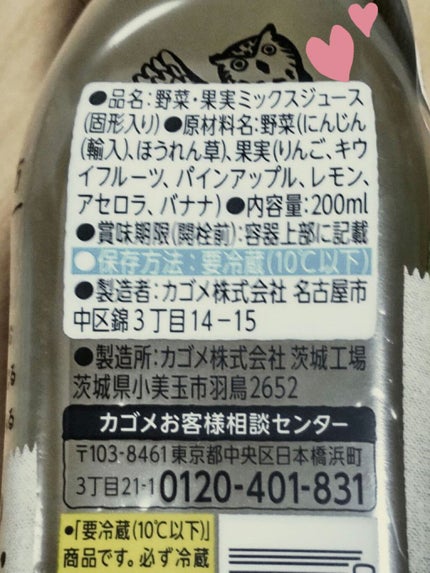 ●品名:野菜・果実ミックスジュース
(固形入り)●原材料名:野菜(にんじん
(輸入)、ほうれん草)、果実(りんご、キウ
イフルーツ、パインアップル、レモン、
アセロラ、バナナ)●内容量:200ml
●賞味期限(開栓前):容器上部に記載
●保存方法:要冷蔵(10℃以下)
●製造者:カゴメ株式会社 名古屋市
中区錦3丁目14-15
●製造所:カゴメ株式会社 茨城工場
茨城県小美玉市羽鳥2652
カゴメお客様相談センター
〒103-8461 東京都中央区日本橋浜町
3丁目21-1 0120-401-831
●「要冷蔵(10℃以下)」
商品です。必ず冷蔵